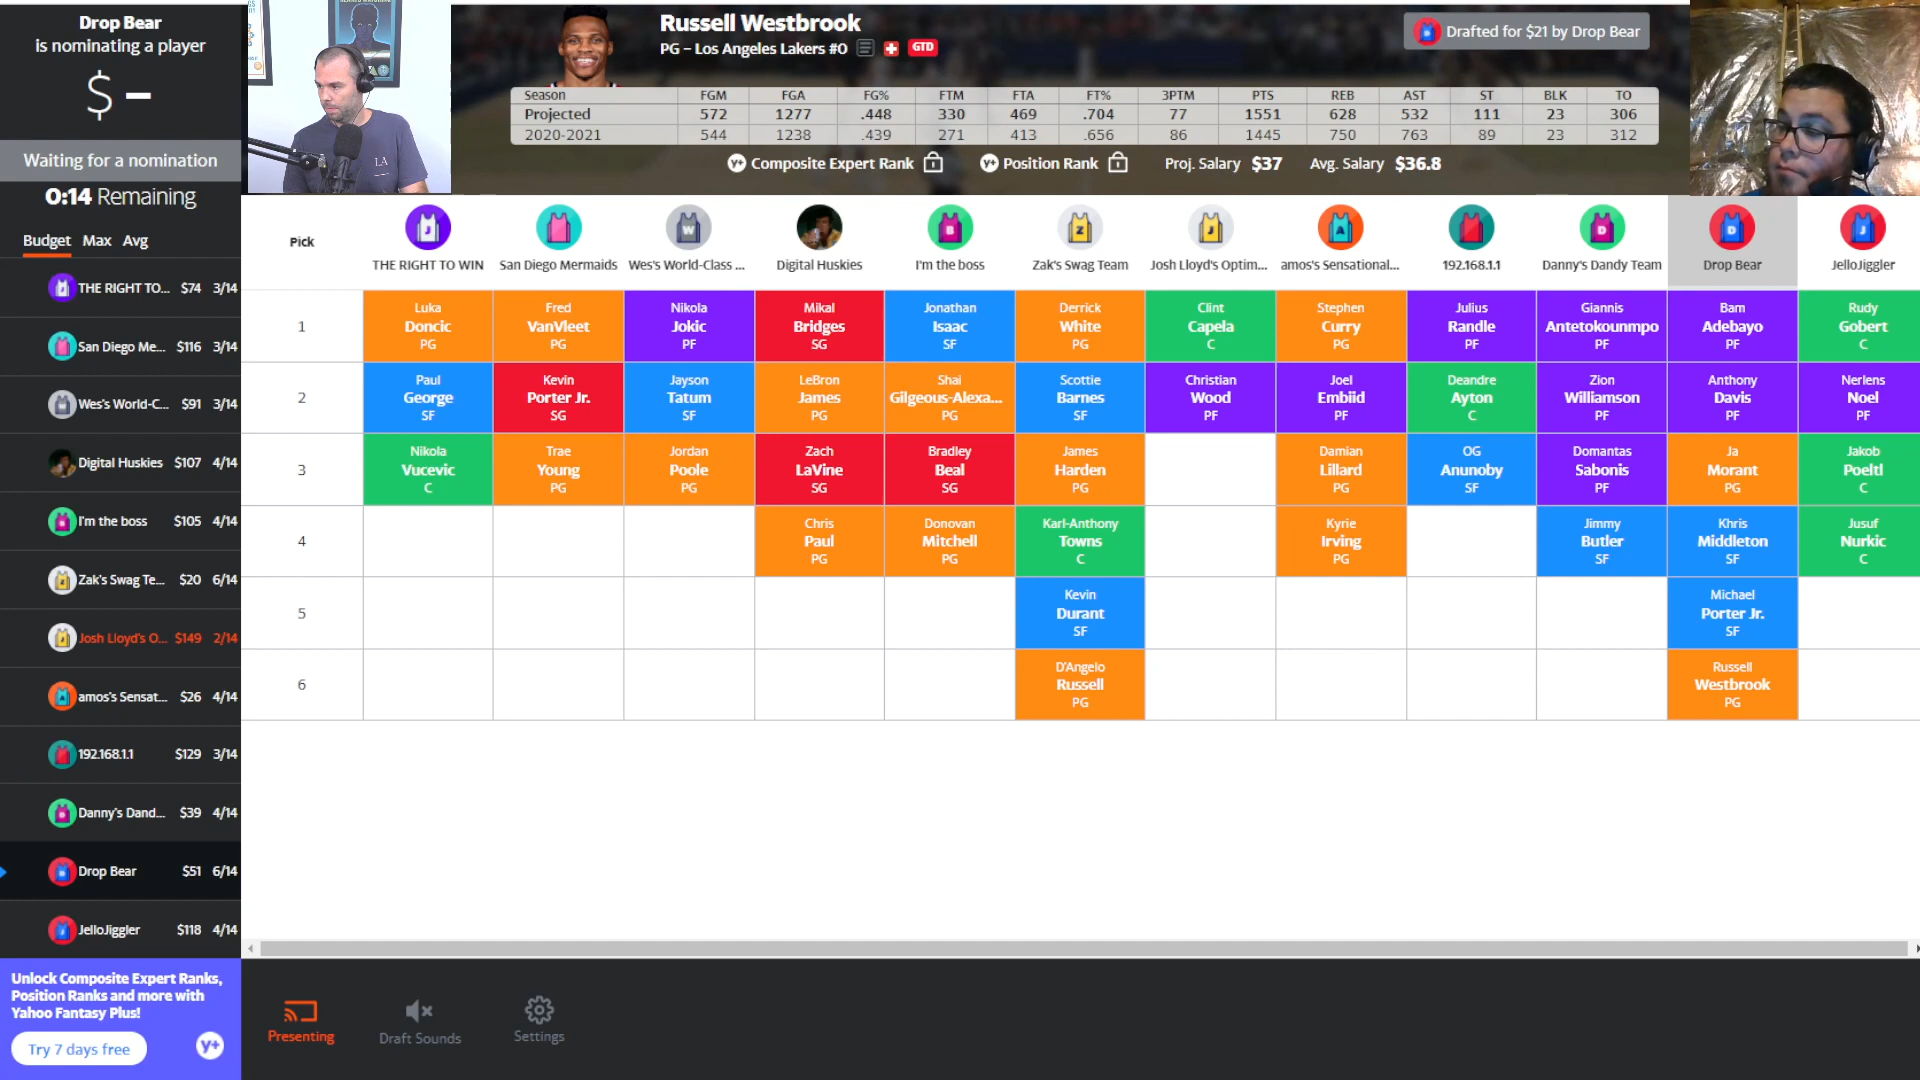 Drop Bear
is nominating a player
$ –
Waiting for a nomination
0:14 Remaining
Budget Max Avg
THE RIGHT TO... $74 3/14
San Diego Me... $116 3/14
Wes's World-C... $91 3/14
Digital Huskies $107 4/14
I'm the boss $105 4/14
Zak's Swag Te... $20 6/14
Josh Lloyd's O... $149 2/14
amos's Sensat... $26 4/14
192.168.1.1 $129 3/14
Danny's Dand... $39 4/14
Drop Bear $51 6/14
JelloJiggler $118 4/14
Unlock Composite Expert Ranks,
Position Ranks and more with
Yahoo Fantasy Plus!
Try 7 days free
y+
LA
Russell Westbrook
PG – Los Angeles Lakers #0 GTD
Drafted for $21 by Drop Bear
Season FGM FGA FG% FTM FTA FT% 3PTM PTS REB AST ST BLK TO
Projected 572 1277 .448 330 469 .704 77 1551 628 532 111 23 306
2020-2021 544 1238 .439 271 413 .656 86 1445 750 763 89 23 312
y+ Composite Expert Rank y+ Position Rank Proj. Salary $37 Avg. Salary $36.8
J W B Z J A D D J
Pick THE RIGHT TO WIN San Diego Mermaids Wes's World-Class ... Digital Huskies I'm the boss Zak's Swag Team Josh Lloyd's Optim... amos's Sensational... 192.168.1.1 Danny's Dandy Team Drop Bear JelloJiggler
Luka Fred Nikola Mikal Jonathan Derrick Clint Stephen Julius Giannis Bam Rudy
1 Doncic VanVleet Jokic Bridges Isaac White Capela Curry Randle Antetokounmpo Adebayo Gobert
PG PG PF SG SF PG C PG PF PF PF C
Paul Kevin Jayson LeBron Shai Scottie Christian Joel Deandre Zion Anthony Nerlens
2 George Porter Jr. Tatum James Gilgeous-Alexa... Barnes Wood Embiid Ayton Williamson Davis Noel
SF SG SF PG PG SF PF PF C PF PF PF
Nikola Trae Jordan Zach Bradley James Damian OG Domantas Ja Jakob
3 Vucevic Young Poole LaVine Beal Harden Lillard Anunoby Sabonis Morant Poeltl
C PG PG SG SG PG PG SF PF PG C
Chris Donovan Karl-Anthony Kyrie Jimmy Khris Jusuf
4 Paul Mitchell Towns Irving Butler Middleton Nurkic
PG PG C PG SF SF C
Kevin Michael
5 Durant Porter Jr.
SF SF
D'Angelo Russell
6 Russell Westbrook
PG PG
Presenting Draft Sounds Settings